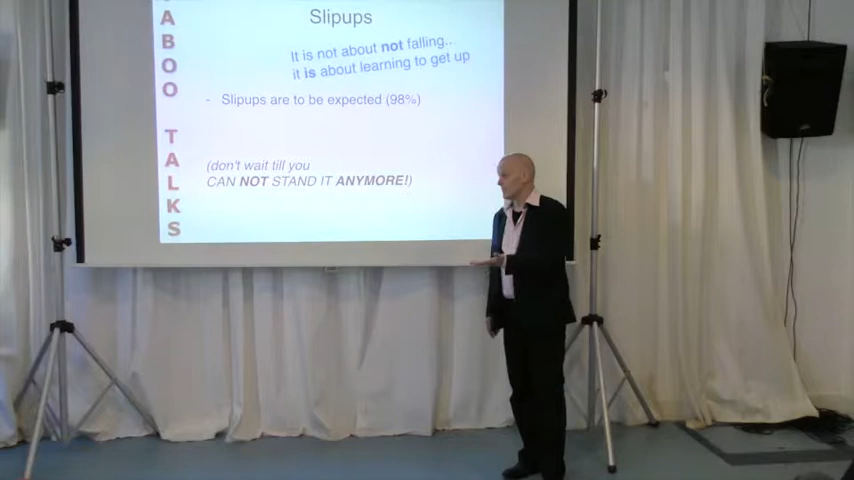 Slipups
It is not about not falling...
it is about learning to get up
- Slipups are to be expected (98%)
(don't wait till you
CAN NOT STAND IT ANYMORE!)
ABOO
TALKS